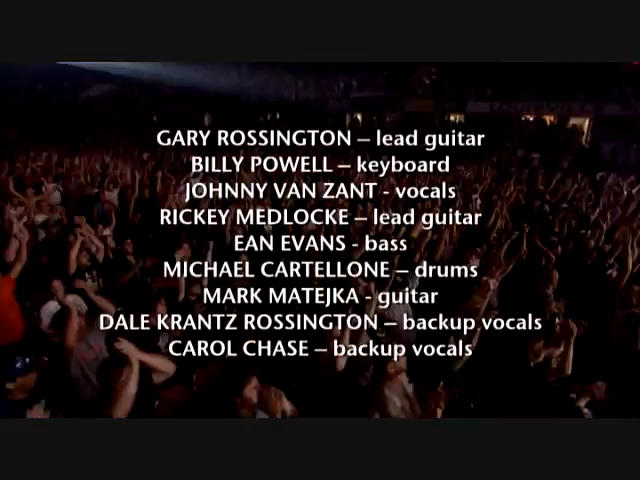 LOUISVILLE
GARY ROSSINGTON – lead guitar
BILLY POWELL – keyboard
JOHNNY VAN ZANT - vocals
RICKEY MEDLOCKE – lead guitar
EAN EVANS - bass
MICHAEL CARTELLONE – drums
MARK MATEJKA - guitar
DALE KRANTZ ROSSINGTON – backup vocals
CAROL CHASE – backup vocals